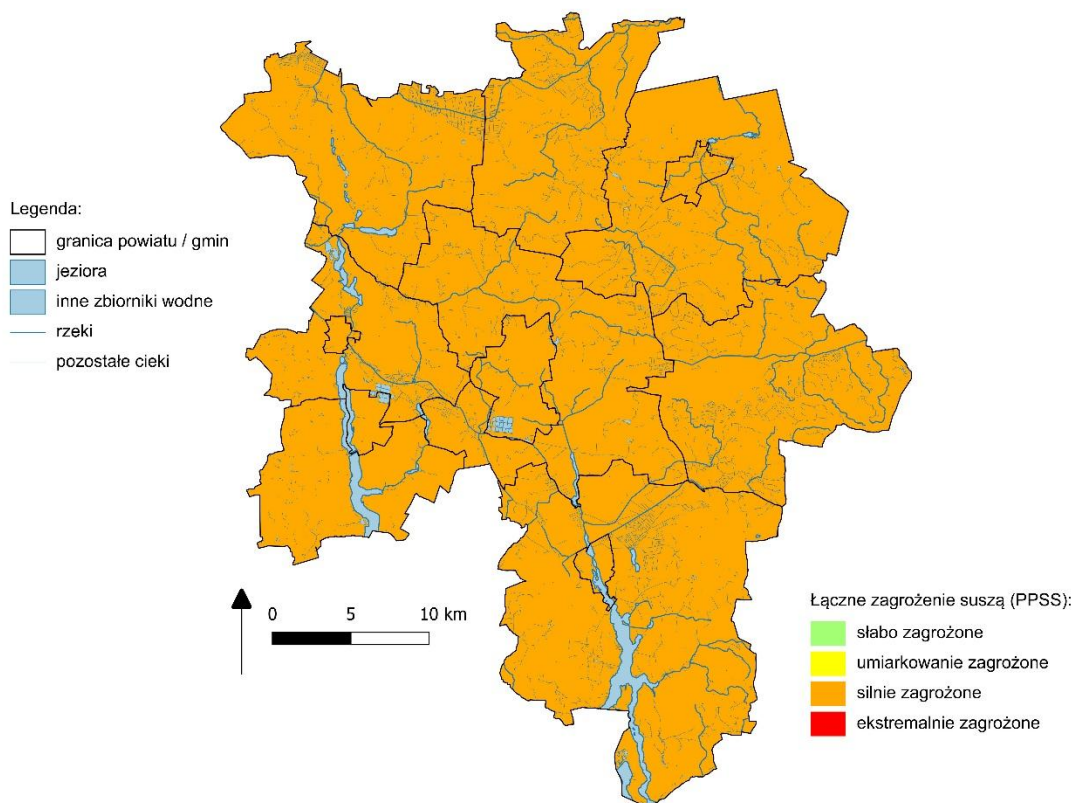 Legenda:
granica powiatu / gmin
jeziora
inne zbiorniki wodne
rzeki
pozostałe cieki
0 5 10 km
Łączne zagrożenie suszą (PPSS):
słabo zagrożone
umiarkowanie zagrożone
silnie zagrożone
ekstremalnie zagrożone